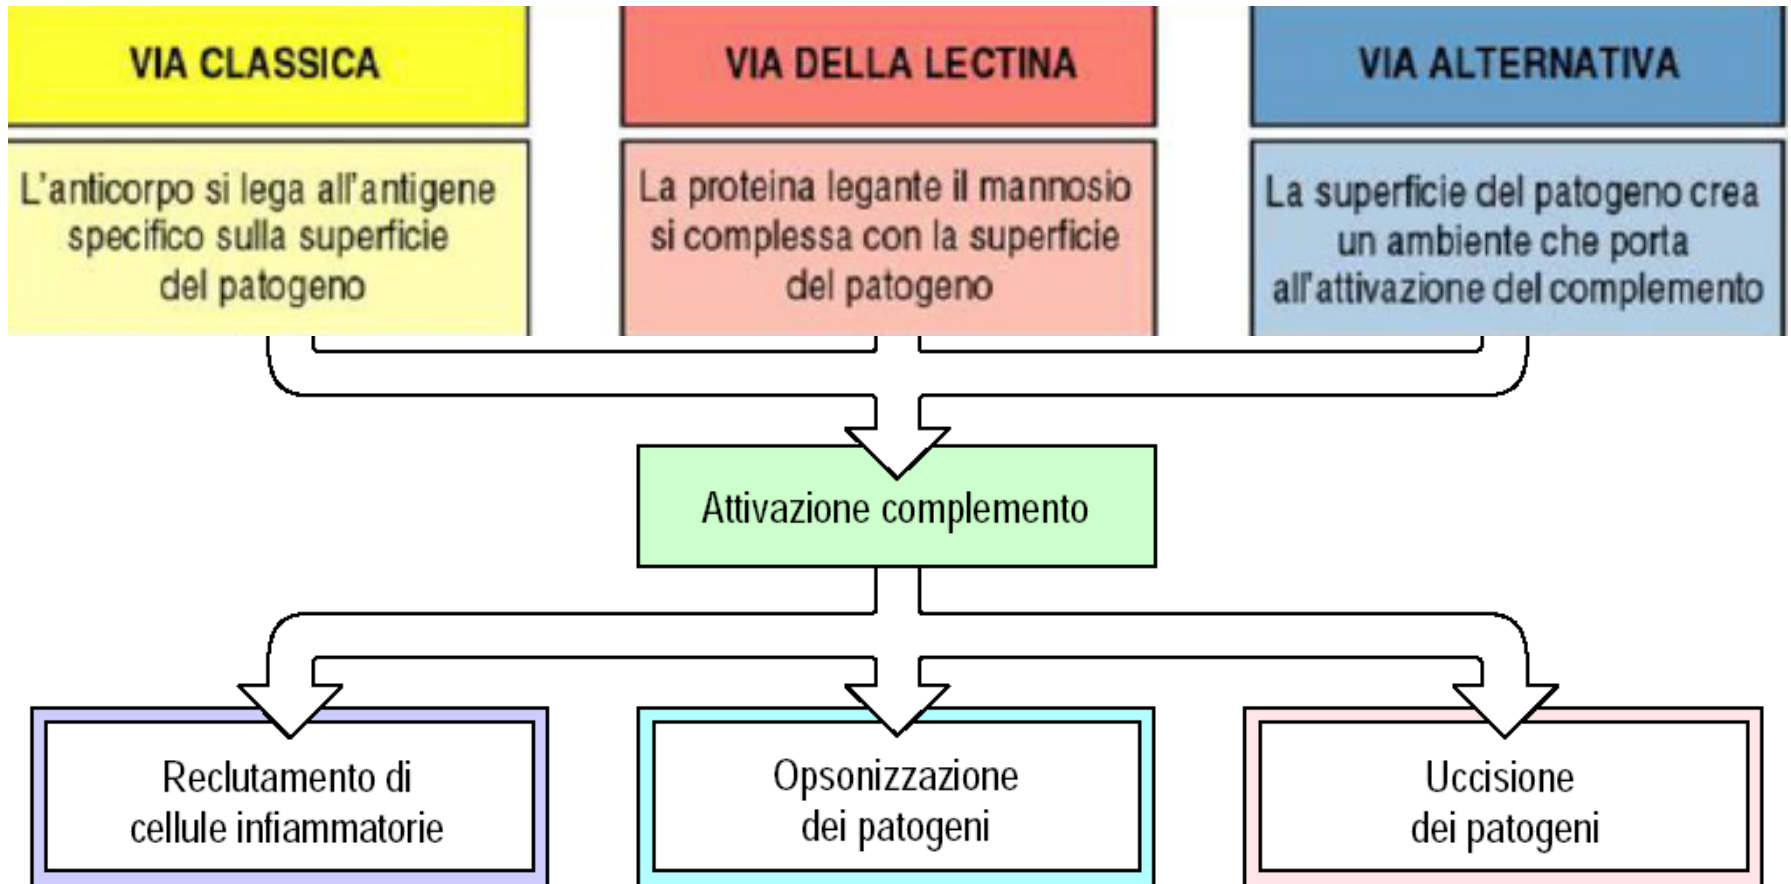 VIA CLASSICA
L'anticorpo si lega all'antigene
specifico sulla superficie
del patogeno
VIA DELLA LECTINA
La proteina legante il mannosio
si complessa con la superficie
del patogeno
VIA ALTERNATIVA
La superficie del patogeno crea
un ambiente che porta
all'attivazione del complemento
Attivazione complemento
Reclutamento di
cellule infiammatorie
Opsonizzazione
dei patogeni
Uccisione
dei patogeni